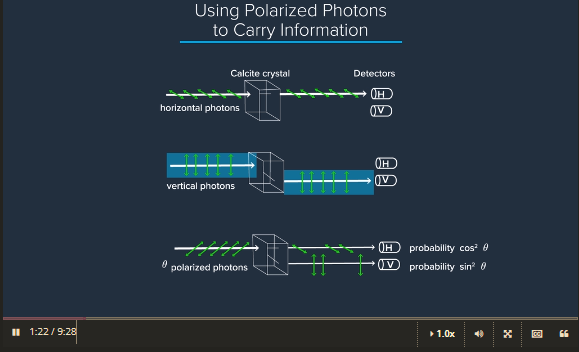 Using Polarized Photons
to Carry Information
Calcite crystal
Detectors
H
horizontal photons
V
H
V
vertical photons
H probability cos² θ
θ polarized photons
V probability sin² θ
1:22 / 9:28
1.0x
CC